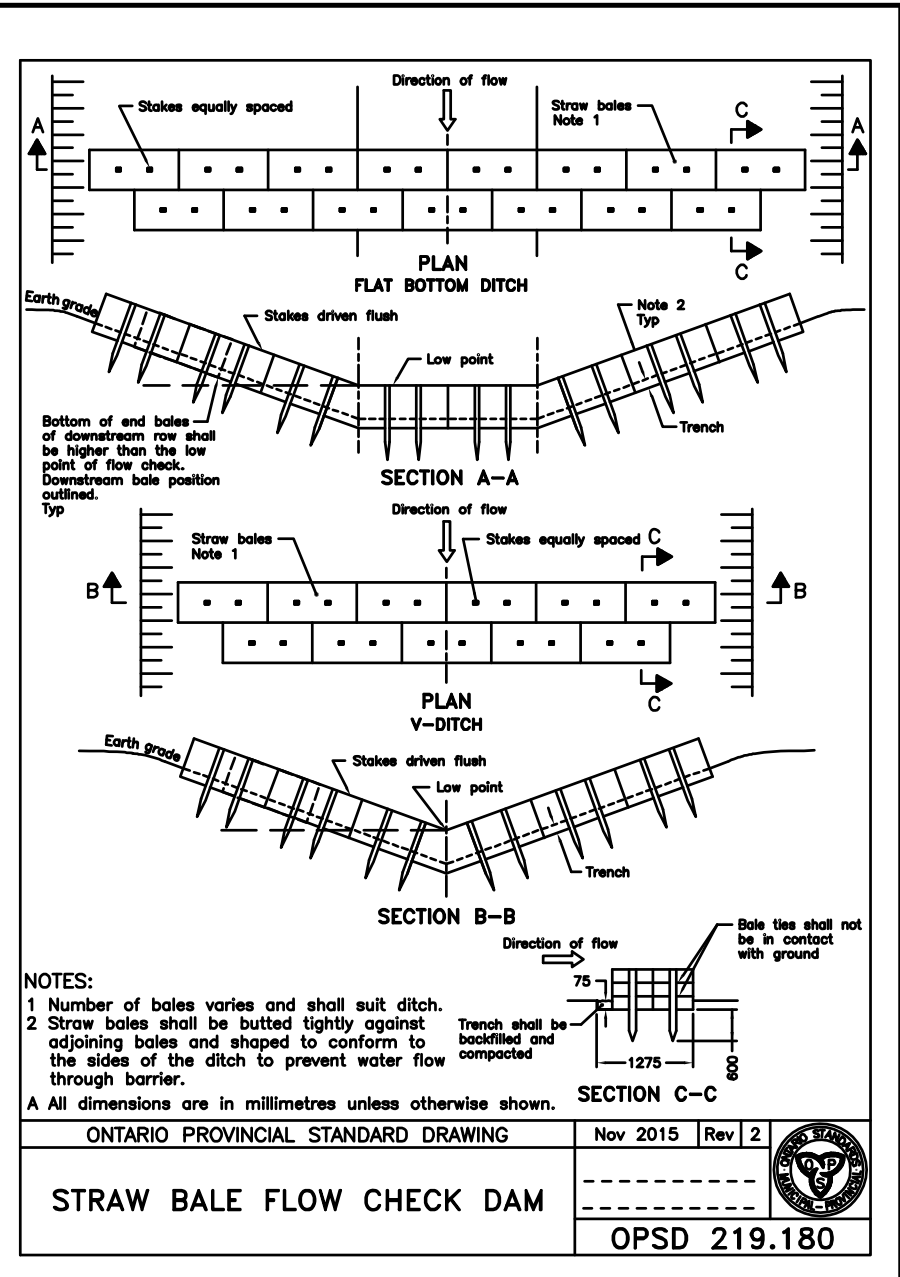 Direction of flow
Stakes equally spaced
Straw bales
Note 1
C
A
A
C
PLAN
FLAT BOTTOM DITCH
Earth grade
Stakes driven flush
Note 2
Typ
Low point
Bottom of end bales
of downstream row shall
be higher than the low
point of flow check.
Downstream bale position
outlined.
Typ
Trench
SECTION A-A
Direction of flow
Straw bales
Note 1
Stakes equally spaced
C
B
B
C
PLAN
V-DITCH
Earth grade
Stakes driven flush
Low point
Trench
SECTION B-B
Bale ties shall not
be in contact
with ground
Direction of flow
75
Trench shall be
backfilled and
compacted
1275
600
SECTION C-C
NOTES:
1 Number of bales varies and shall suit ditch.
2 Straw bales shall be butted tightly against
adjoining bales and shaped to conform to
the sides of the ditch to prevent water flow
through barrier.
A All dimensions are in millimetres unless otherwise shown.
ONTARIO PROVINCIAL STANDARD DRAWING
Nov 2015
Rev
2
STRAW BALE FLOW CHECK DAM
OPSD 219.180
ONTARIO STANDARDS
MUNICIPAL-PROVINCIAL
O P
S